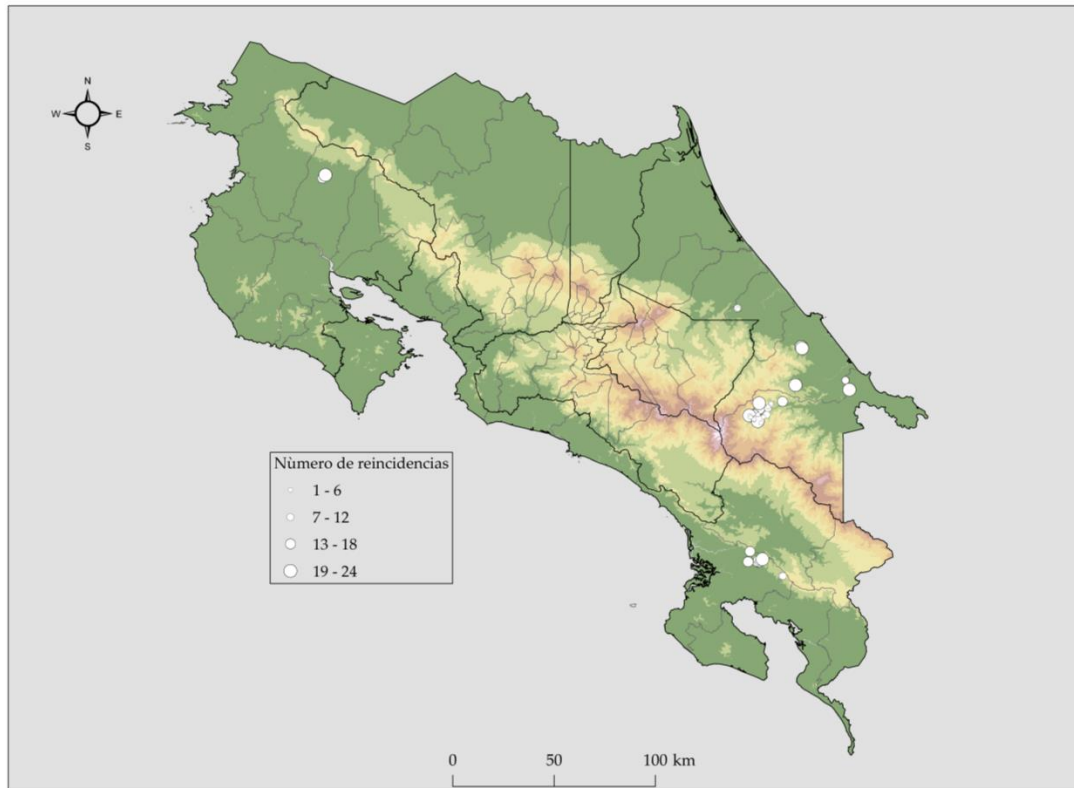 N
W E
S
Nùmero de reincidencias
1 - 6
7 - 12
13 - 18
19 - 24
0 50 100 km